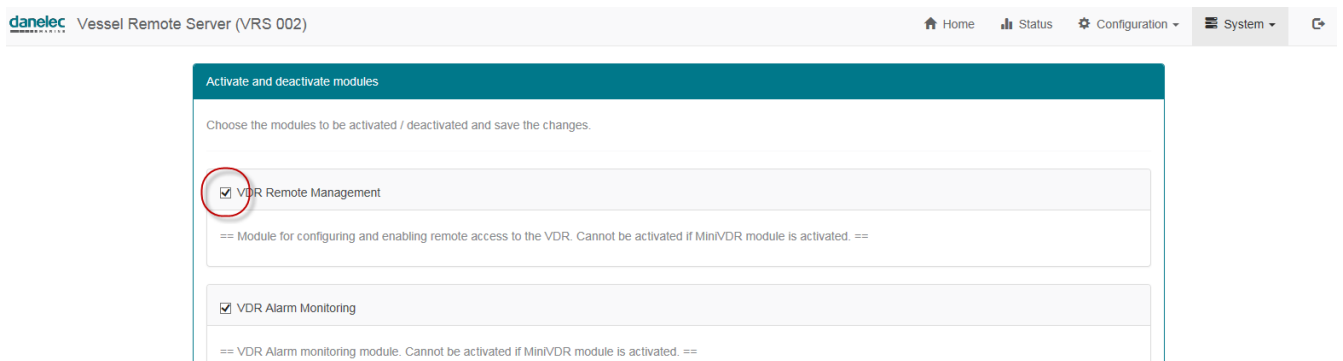 danelec Vessel Remote Server (VRS 002) Home Status Configuration System
Activate and deactivate modules
Choose the modules to be activated / deactivated and save the changes.
VDR Remote Management
== Module for configuring and enabling remote access to the VDR. Cannot be activated if MiniVDR module is activated. ==
VDR Alarm Monitoring
== VDR Alarm monitoring module. Cannot be activated if MiniVDR module is activated. ==